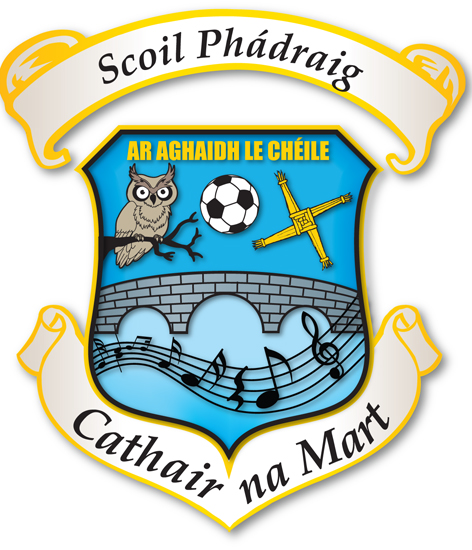 Scoil Phádraig
AR AGHAIDH LE CHÉILE
Cathair na Mart